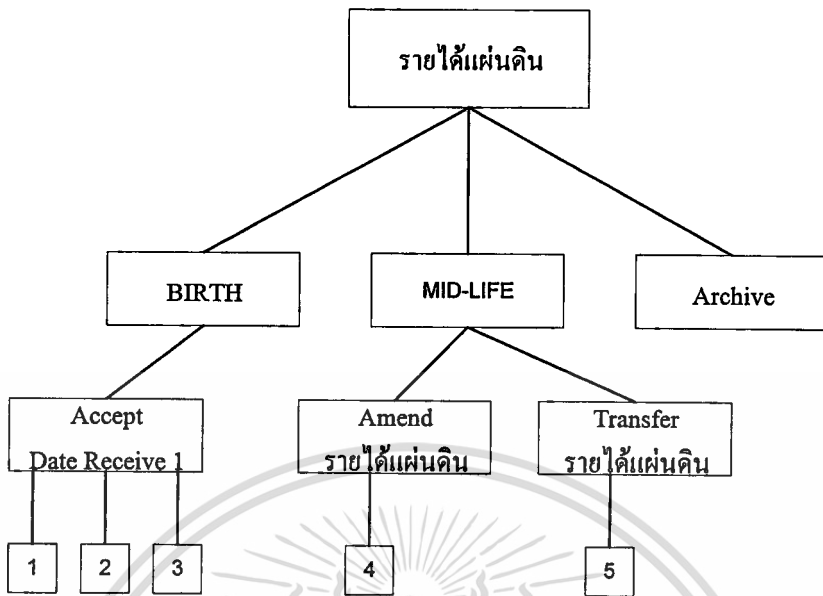 รายได้แผ่นดิน
BIRTH
MID-LIFE
Archive
Accept
Date Receive 1
Amend
รายได้แผ่นดิน
Transfer
รายได้แผ่นดิน
1
2
3
4
5